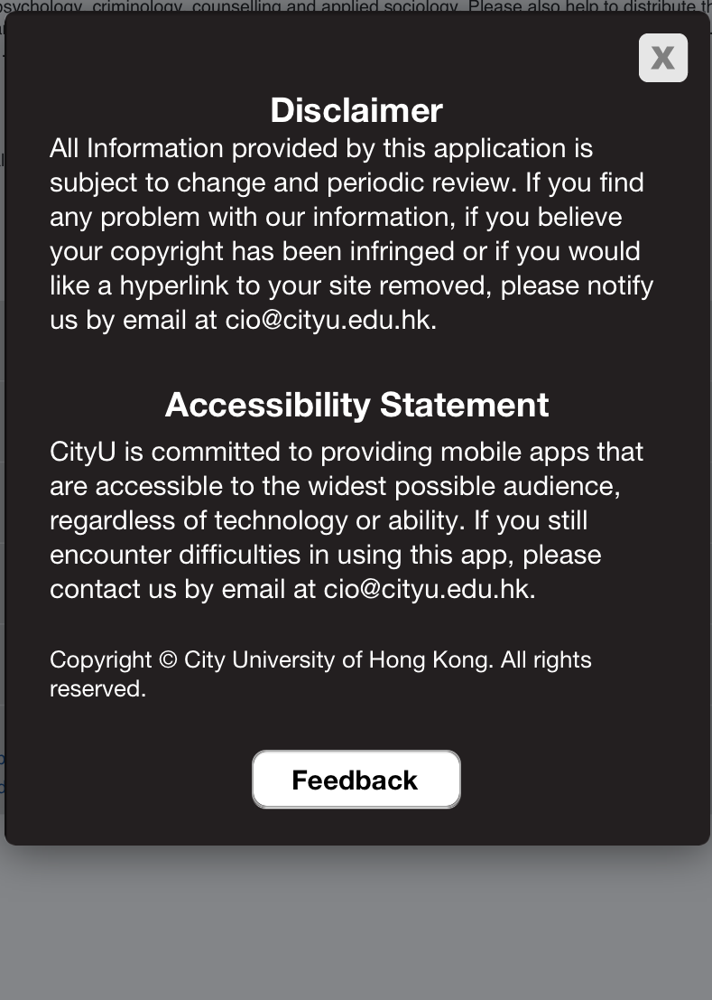 psychology, criminology, counselling and applied sociology. Please also help to distribute th
X
Disclaimer
All Information provided by this application is
subject to change and periodic review. If you find
any problem with our information, if you believe
your copyright has been infringed or if you would
like a hyperlink to your site removed, please notify
us by email at cio@cityu.edu.hk.
Accessibility Statement
CityU is committed to providing mobile apps that
are accessible to the widest possible audience,
regardless of technology or ability. If you still
encounter difficulties in using this app, please
contact us by email at cio@cityu.edu.hk.
Copyright © City University of Hong Kong. All rights
reserved.
Feedback